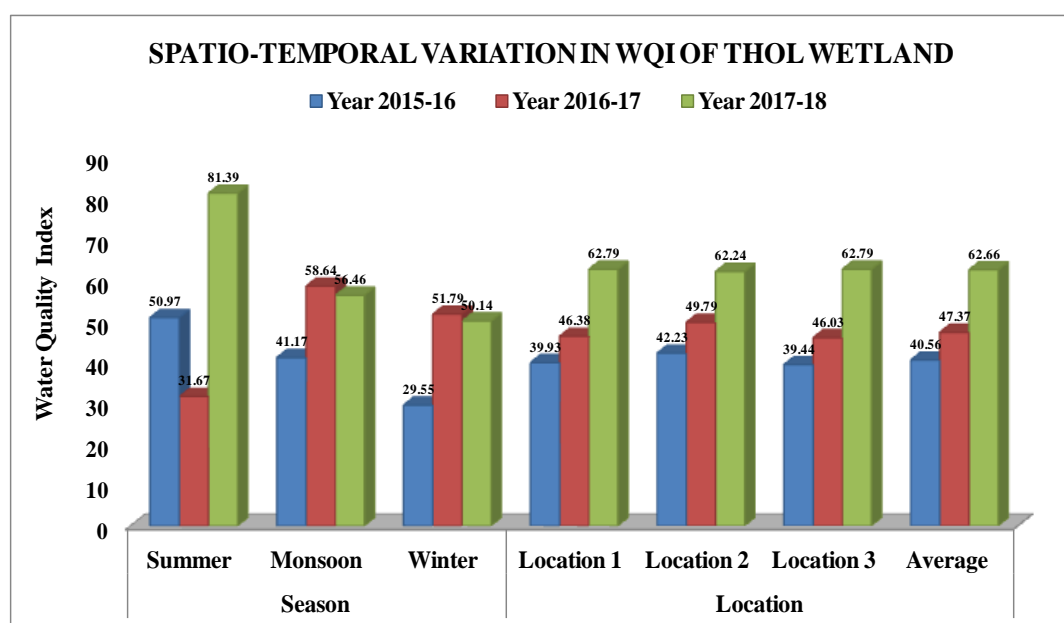 SPATIO-TEMPORAL VARIATION IN WQI OF THOL WETLAND
Year 2015-16 Year 2016-17 Year 2017-18
Water Quality Index
90
80
70
60
50
40
30
20
10
0
50.97 31.67 81.39
41.17 58.64 56.46
29.55 51.79 50.14
39.93 46.38 62.79
42.23 49.79 62.24
39.44 46.03 62.79
40.56 47.37 62.66
Summer Monsoon Winter Location 1 Location 2 Location 3 Average
Season Location